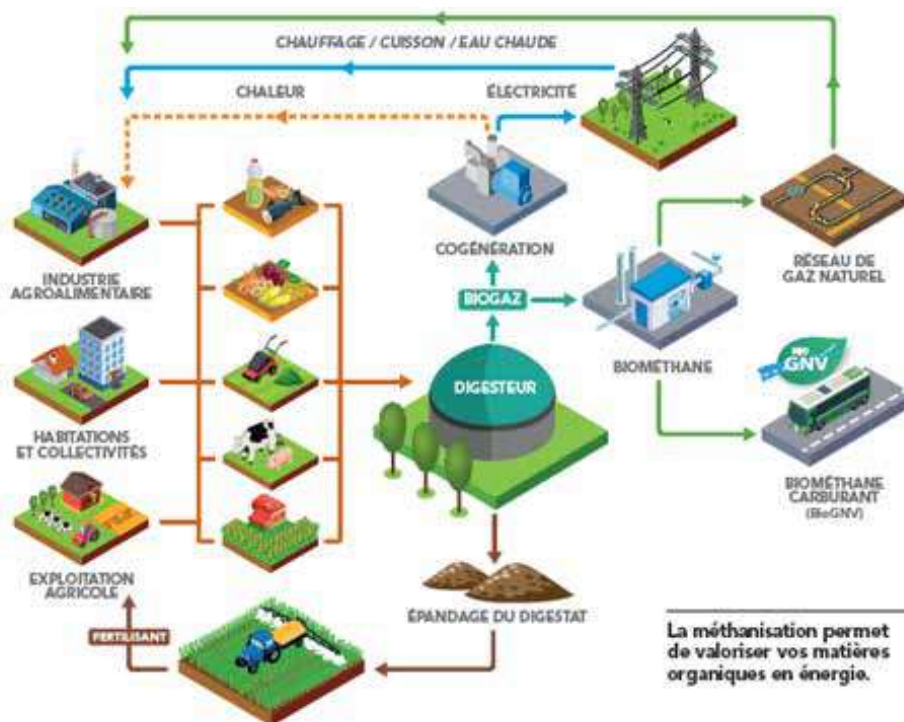 CHAUFFAGE / CUISSON / EAU CHAUDE
CHALEUR
ÉLECTRICITÉ
INDUSTRIE
AGROALIMENTAIRE
COGÉNÉRATION
RÉSEAU DE
GAZ NATUREL
BIOGAZ
BIOMÉTHANE
GNV
DIGESTEUR
HABITATIONS
ET COLLECTIVITÉS
BIOMÉTHANE
CARBURANT
(BioGNV)
EXPLOITATION
AGRICOLE
ÉPANDAGE DU DIGESTAT
FERTILISANT
La méthanisation permet
de valoriser vos matières
organiques en énergie.